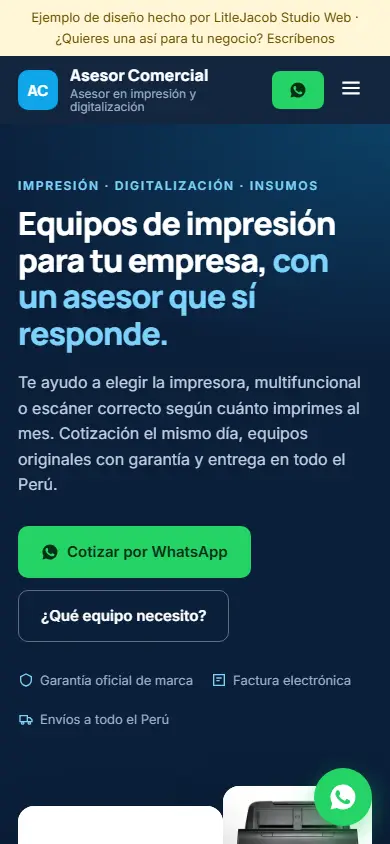 Ejemplo de diseño hecho por LitleJacob Studio Web ·
¿Quieres una así para tu negocio? Escríbenos
AC
Asesor Comercial
Asesor en impresión y
digitalización
IMPRESIÓN · DIGITALIZACIÓN · INSUMOS
Equipos de impresión
para tu empresa, con
un asesor que sí
responde.
Te ayudo a elegir la impresora, multifuncional
o escáner correcto según cuánto imprimes al
mes. Cotización el mismo día, equipos
originales con garantía y entrega en todo el
Perú.
Cotizar por WhatsApp
¿Qué equipo necesito?
Garantía oficial de marca
Factura electrónica
Envíos a todo el Perú